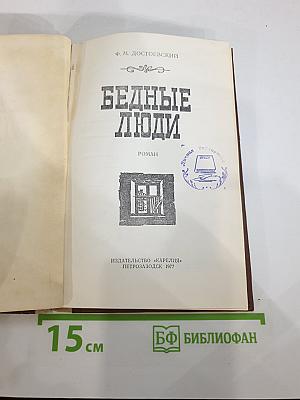 Ф. М. ДОСТОЕВСКИЙ
БЕДНЫЕ
ЛЮДИ
РОМАН
ИЗДАТЕЛЬСТВО «КАРЕЛИЯ»
ПЕТРОЗАВОДСК 1977
15 см
БФ БИБЛИОФАН